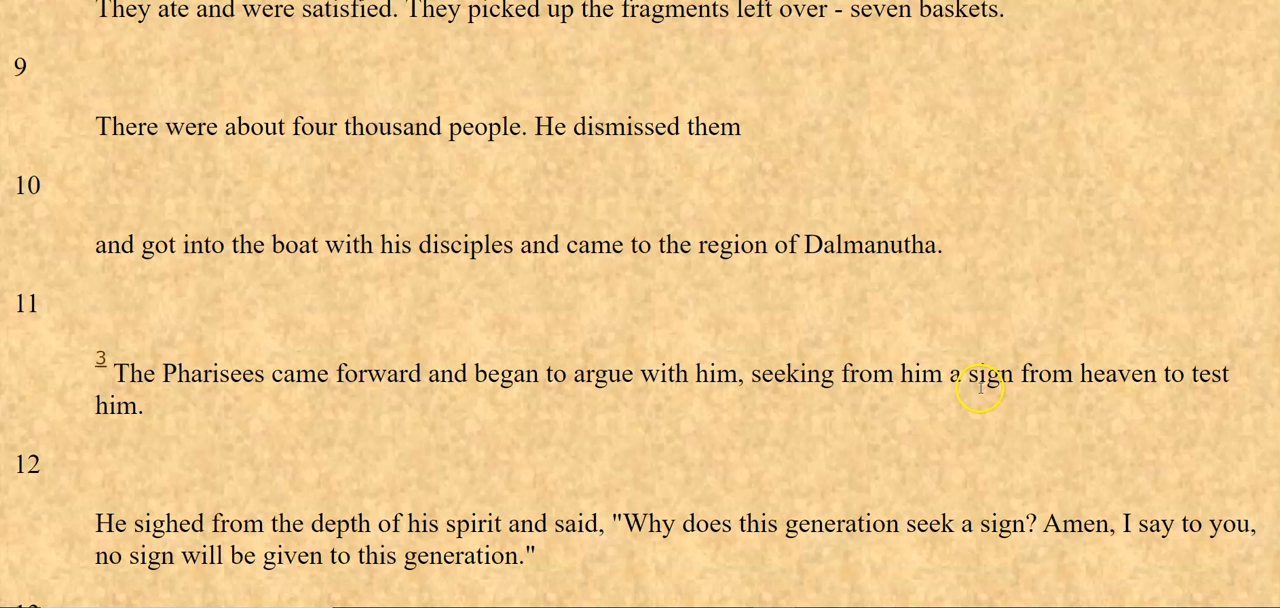 They ate and were satisfied. They picked up the fragments left over - seven baskets.
9
There were about four thousand people. He dismissed them
10
and got into the boat with his disciples and came to the region of Dalmanutha.
11
3 The Pharisees came forward and began to argue with him, seeking from him a sign from heaven to test
him.
12
He sighed from the depth of his spirit and said, "Why does this generation seek a sign? Amen, I say to you,
no sign will be given to this generation."